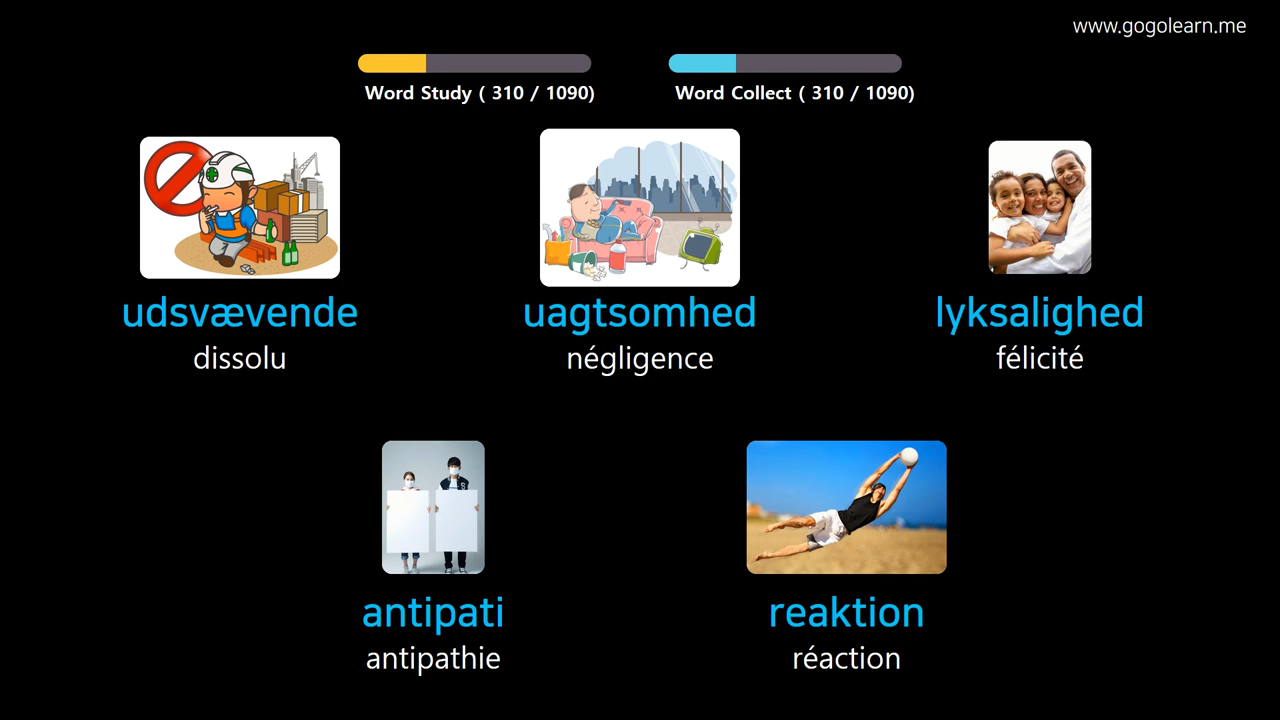 www.gogolearn.me
Word Study ( 310 / 1090)
Word Collect ( 310 / 1090)
udsvævende
dissolu
uagtsomhed
négligence
lyksalighed
félicité
antipati
antipathie
reaktion
réaction